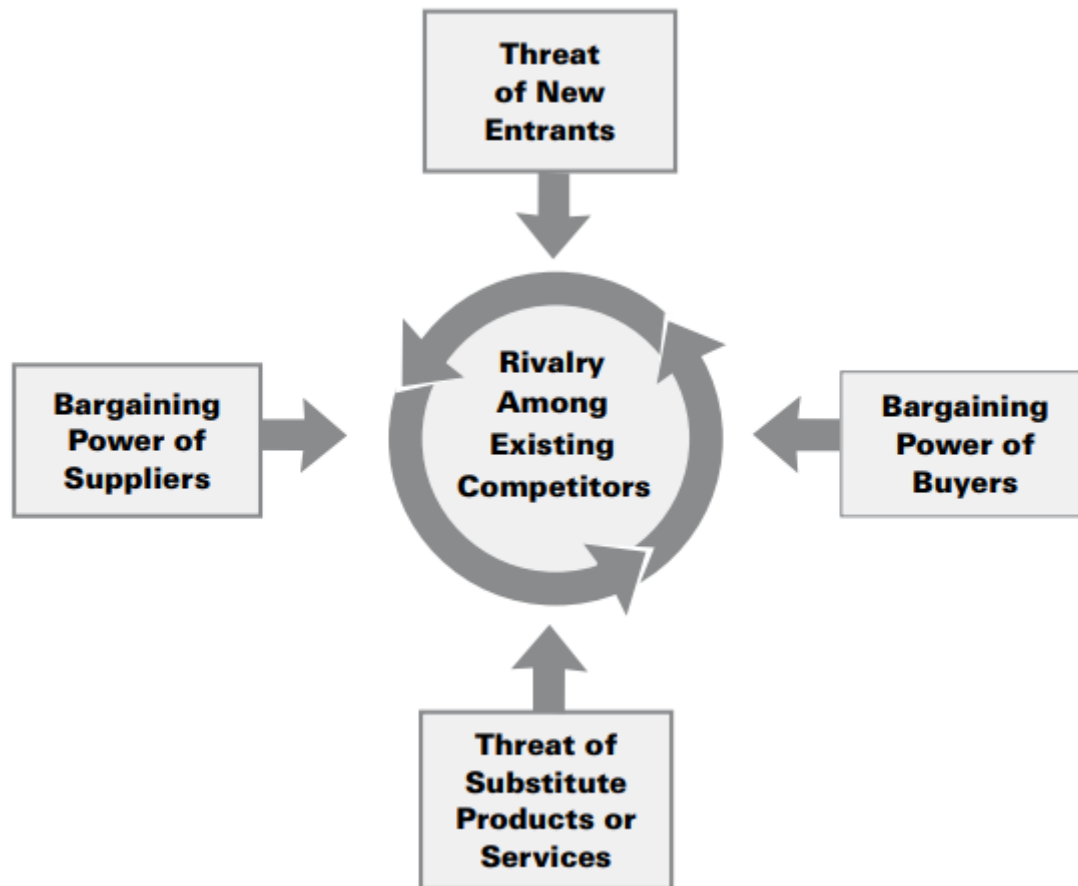 Threat
of New
Entrants
Rivalry
Among
Existing
Competitors
Bargaining
Power of
Suppliers
Bargaining
Power of
Buyers
Threat of
Substitute
Products or
Services